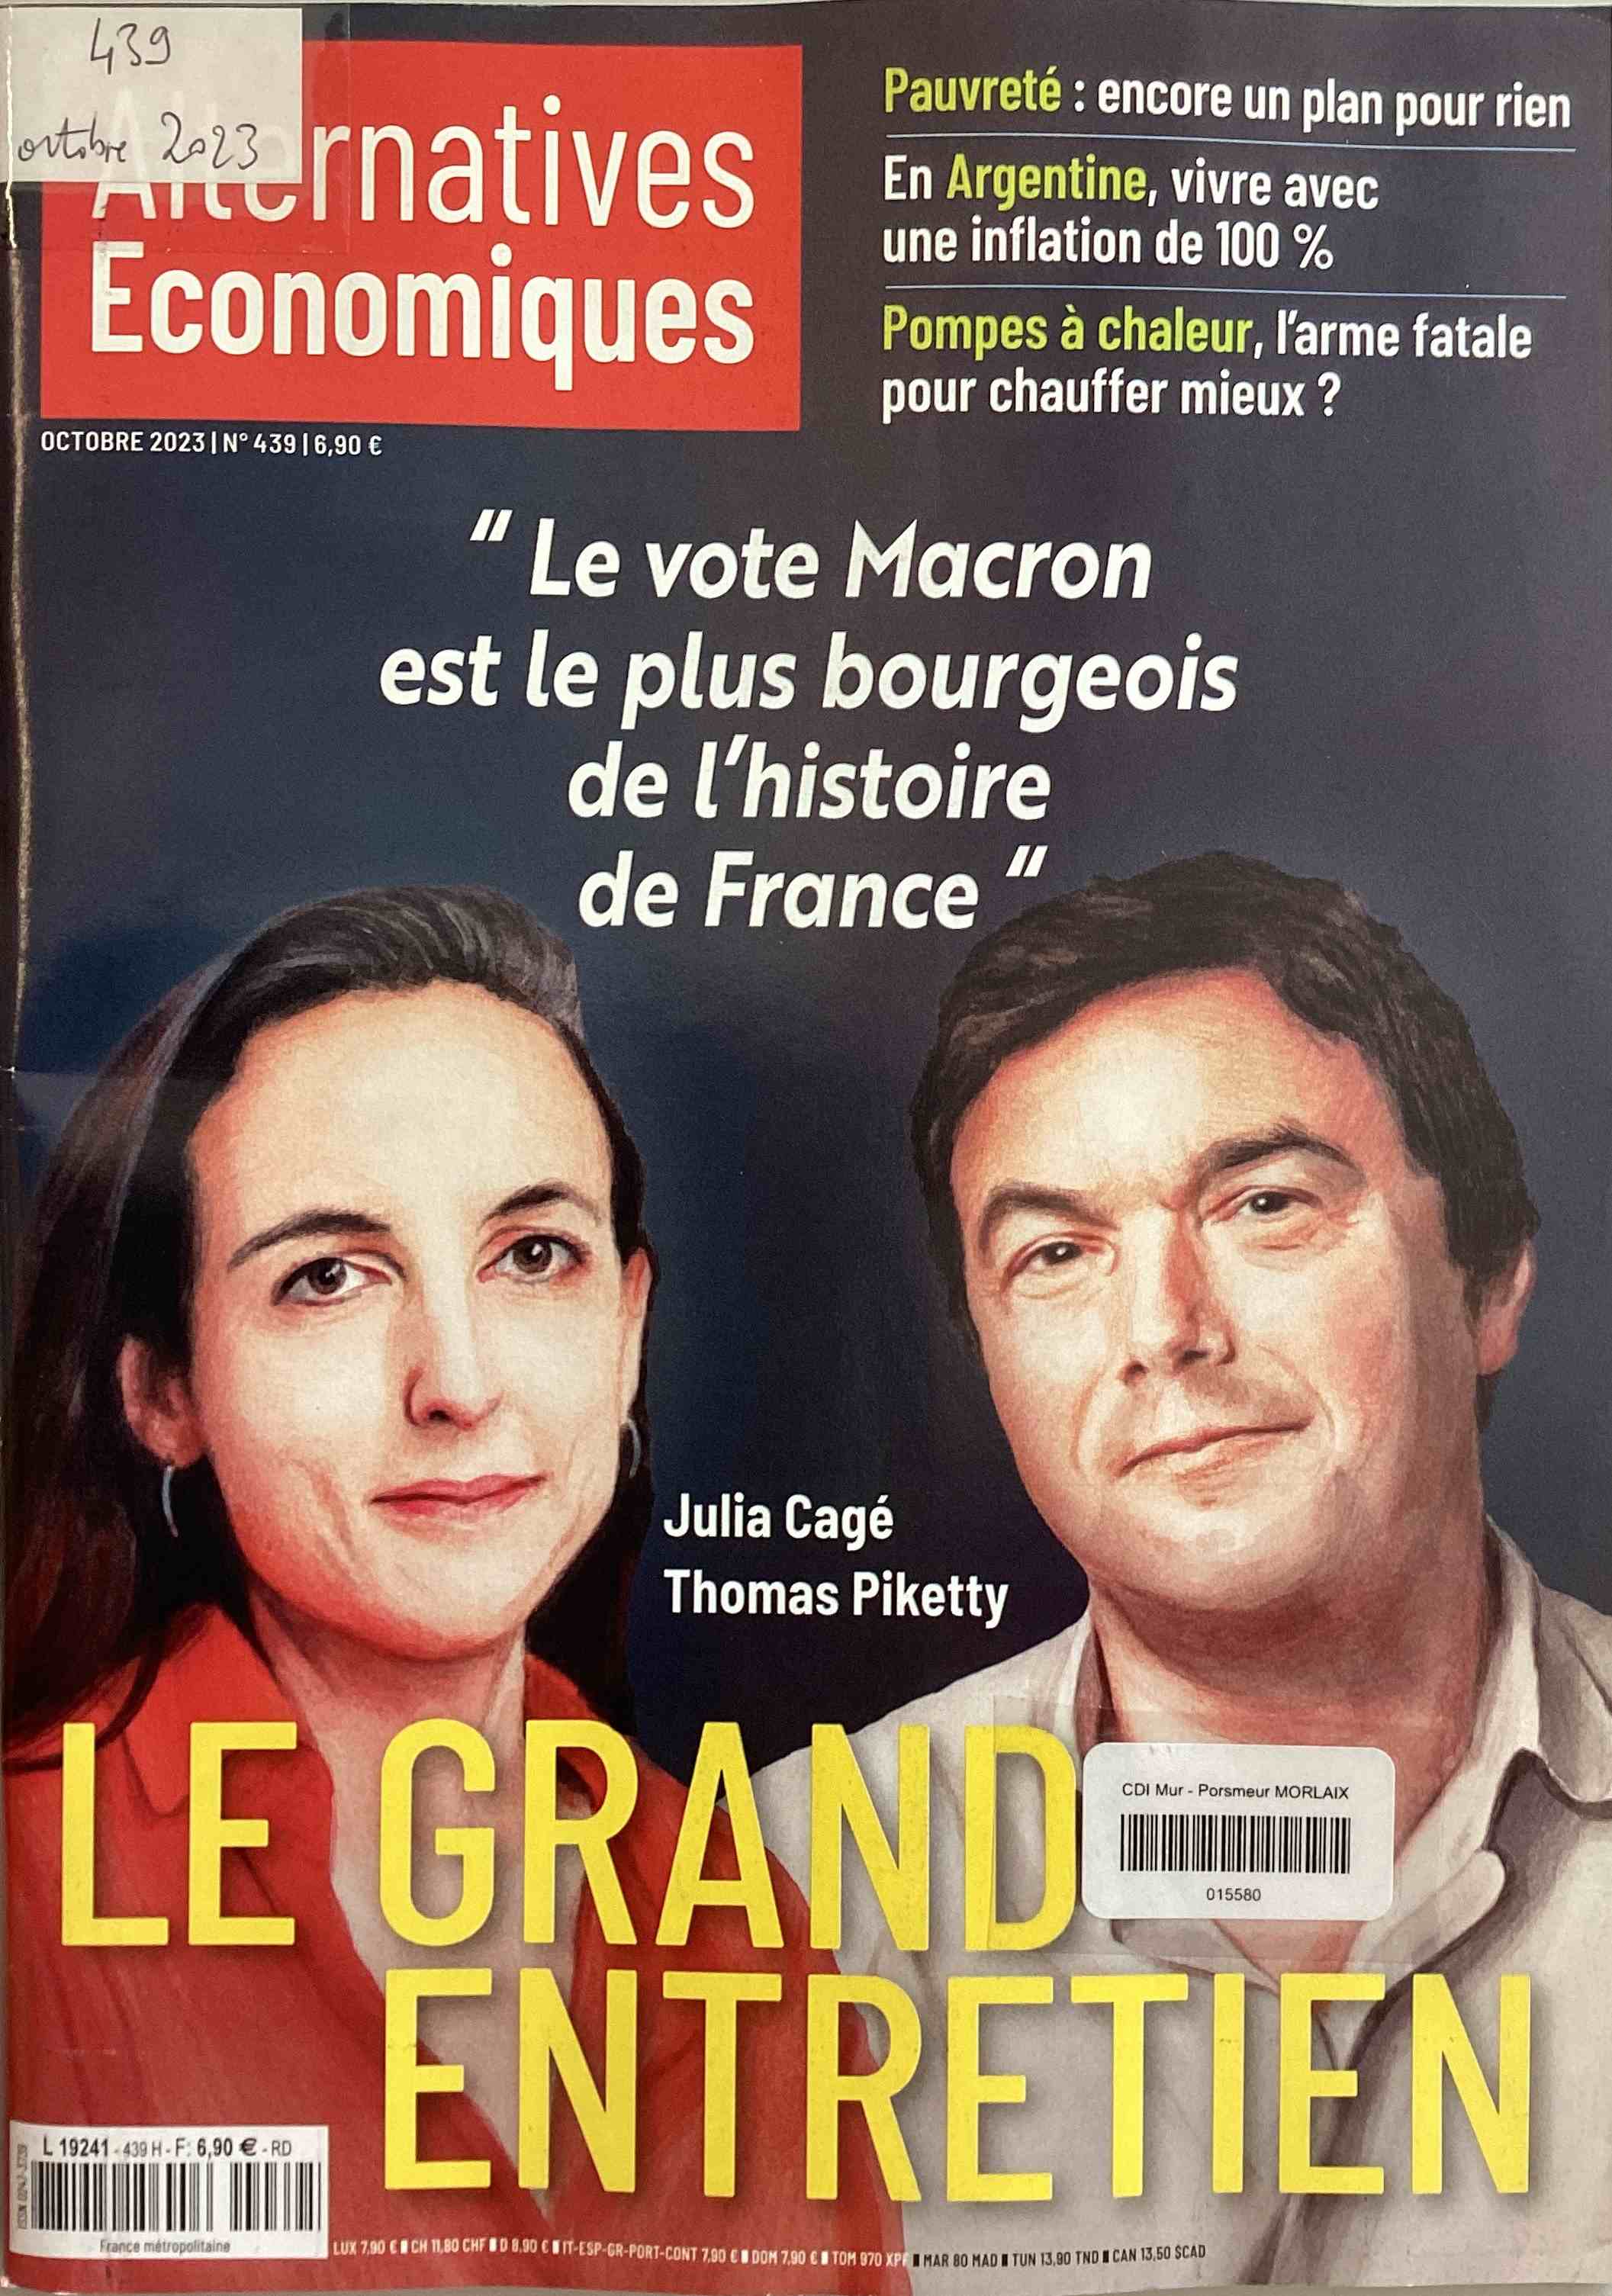 439
octobre 2023
Alternatives
Economiques
OCTOBRE 2023 | N° 439 | 6,90 €
Pauvreté : encore un plan pour rien
En Argentine, vivre avec
une inflation de 100 %
Pompes à chaleur, l'arme fatale
pour chauffer mieux ?
“ Le vote Macron
est le plus bourgeois
de l'histoire
de France “
Julia Cagé
Thomas Piketty
LE GRAND
ENTRETIEN
CDI Mur - Porsmeur MORLAIX
015580
L 19241 - 439 H - F: 6,90 € - RD
France métropolitaine
LUX 7,90 € ∎ CH 11,80 CHF ∎ D 8,90 € ∎ IT-ESP-GR-PORT-CONT 7,90 € ∎ DOM 7,90 € ∎ TOM 970 XPF ∎ MAR 80 MAD ∎ TUN 13,90 TND ∎ CAN 13,50 $CAD